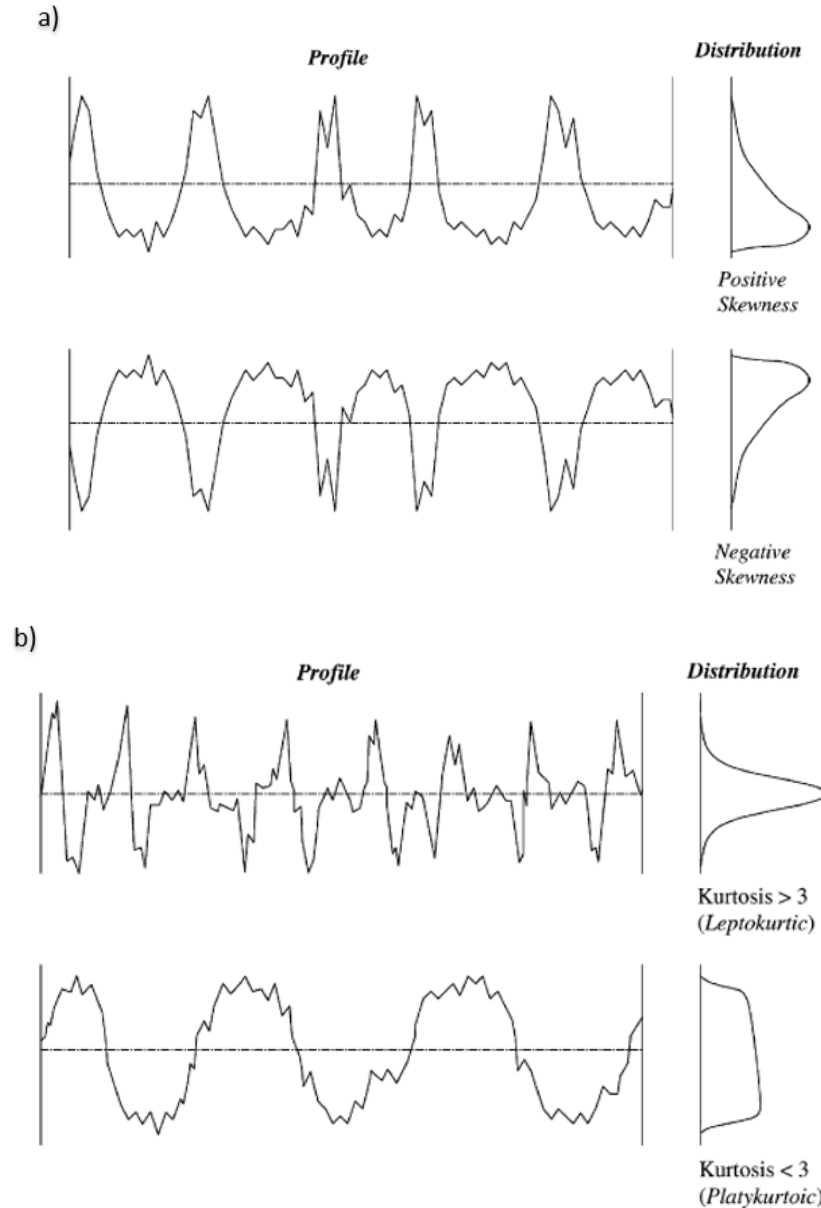 a)
Profile
Distribution
Positive
Skewness
Negative
Skewness
b)
Profile
Distribution
Kurtosis > 3
(Leptokurtic)
Kurtosis < 3
(Platykurtoic)